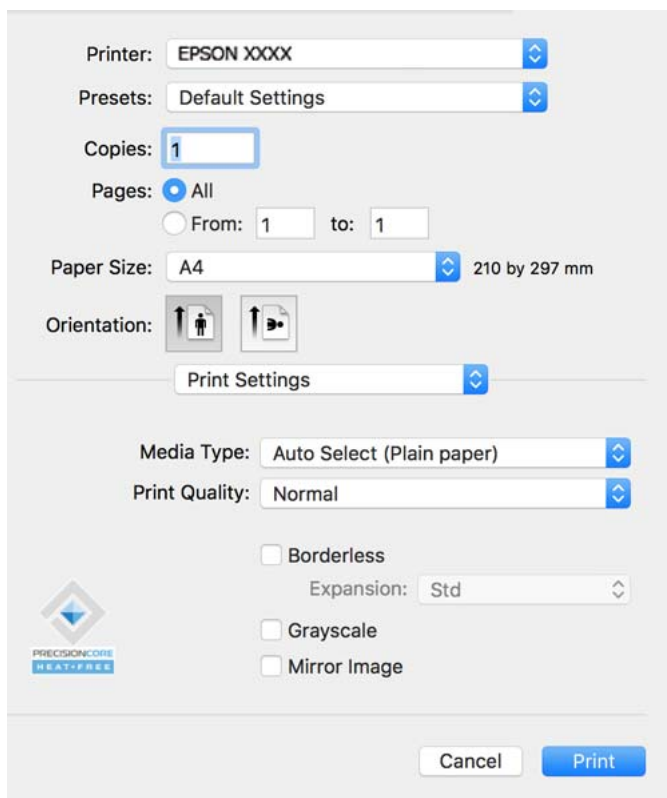 Printer: EPSON XXXX
Presets: Default Settings
Copies: 1
Pages: All
From: 1 to: 1
Paper Size: A4 210 by 297 mm
Orientation:
Print Settings
Media Type: Auto Select (Plain paper)
Print Quality: Normal
Borderless
Expansion: Std
Grayscale
PRECISIONCORE
HEAT-FREE
Mirror Image
Cancel Print